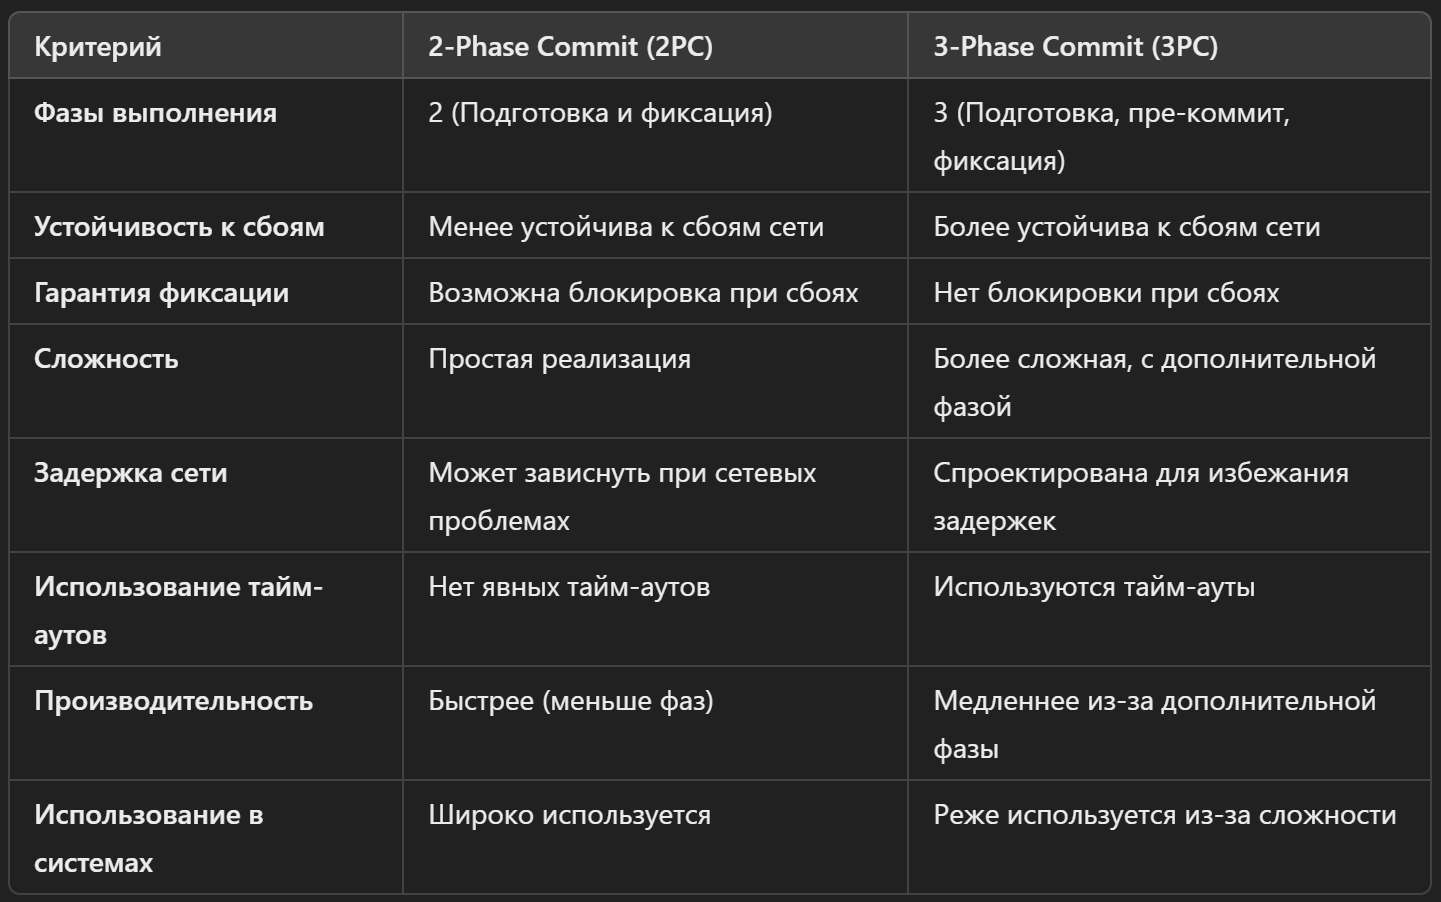 Критерий
2-Phase Commit (2PC)
3-Phase Commit (3PC)
Фазы выполнения
2 (Подготовка и фиксация)
3 (Подготовка, пре-коммит,
фиксация)
Устойчивость к сбоям
Менее устойчива к сбоям сети
Более устойчива к сбоям сети
Гарантия фиксации
Возможна блокировка при сбоях
Нет блокировки при сбоях
Сложность
Простая реализация
Более сложная, с дополнительной
фазой
Задержка сети
Может зависнуть при сетевых
проблемах
Спроектирована для избежания
задержек
Использование тайм-
аутов
Нет явных тайм-аутов
Используются тайм-ауты
Производительность
Быстрее (меньше фаз)
Медленнее из-за дополнительной
фазы
Использование в
системах
Широко используется
Реже используется из-за сложности